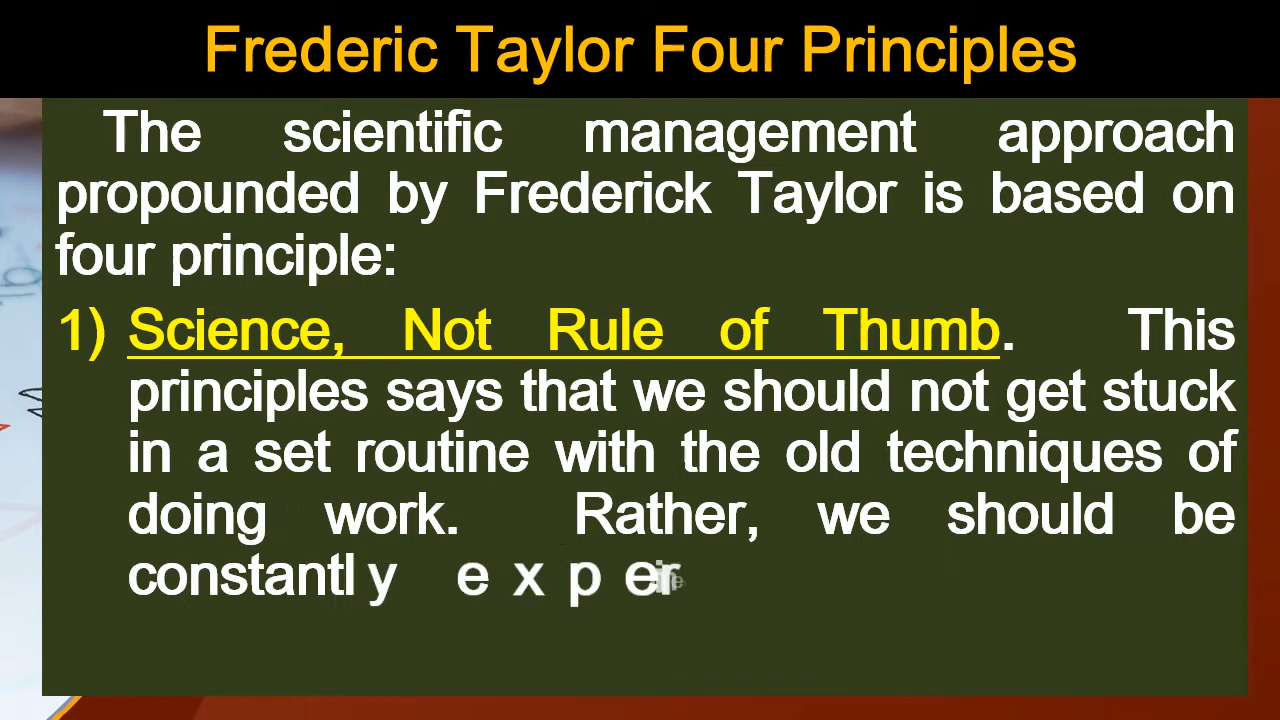 Frederic Taylor Four Principles
The scientific management approach
propounded by Frederick Taylor is based on
four principle:
1) Science, Not Rule of Thumb. This
principles says that we should not get stuck
in a set routine with the old techniques of
doing work. Rather, we should be
constantly